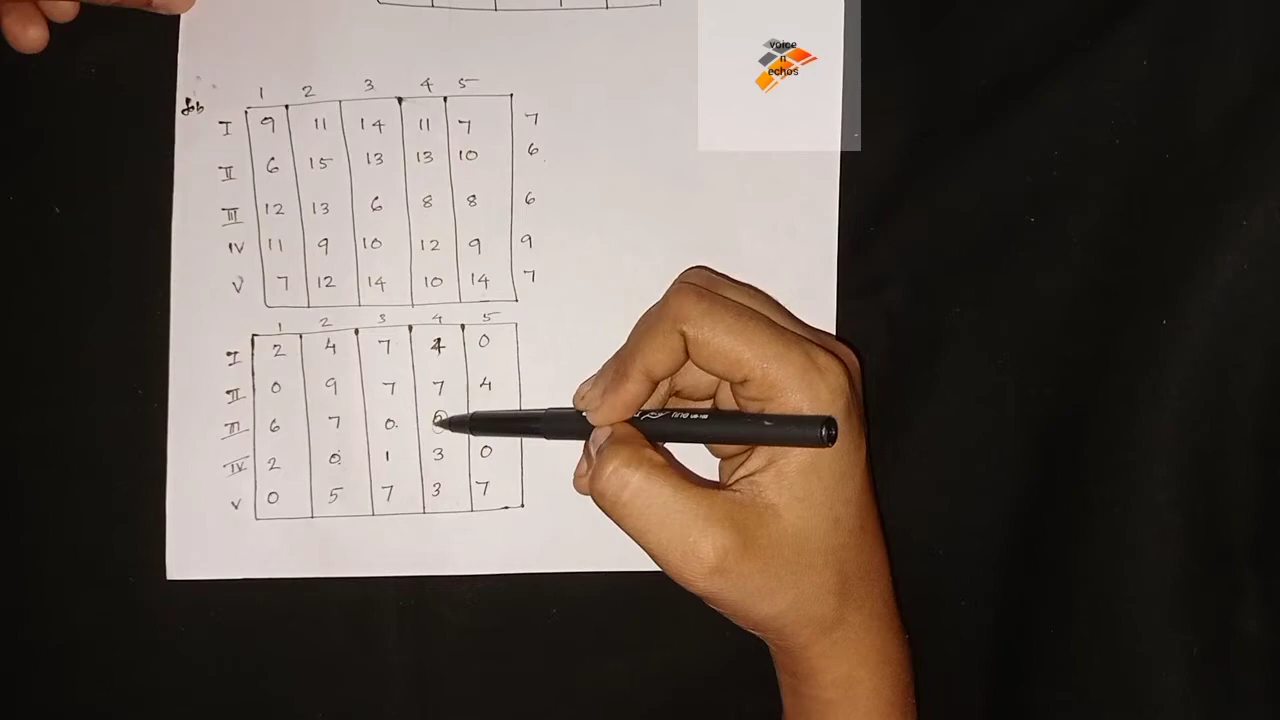 voice
n
echos
1 2 3 4 5
Job
I 9 11 14 11 7 7
II 6 15 13 13 10 6
III 12 13 6 8 8 6
IV 11 9 10 12 9 9
V 7 12 14 10 14 7
1 2 3 4 5
I 2 4 7 4 0
II 0 9 7 7 4
III 6 7 0
IV 2 0 1 3 0
V 0 5 7 3 7